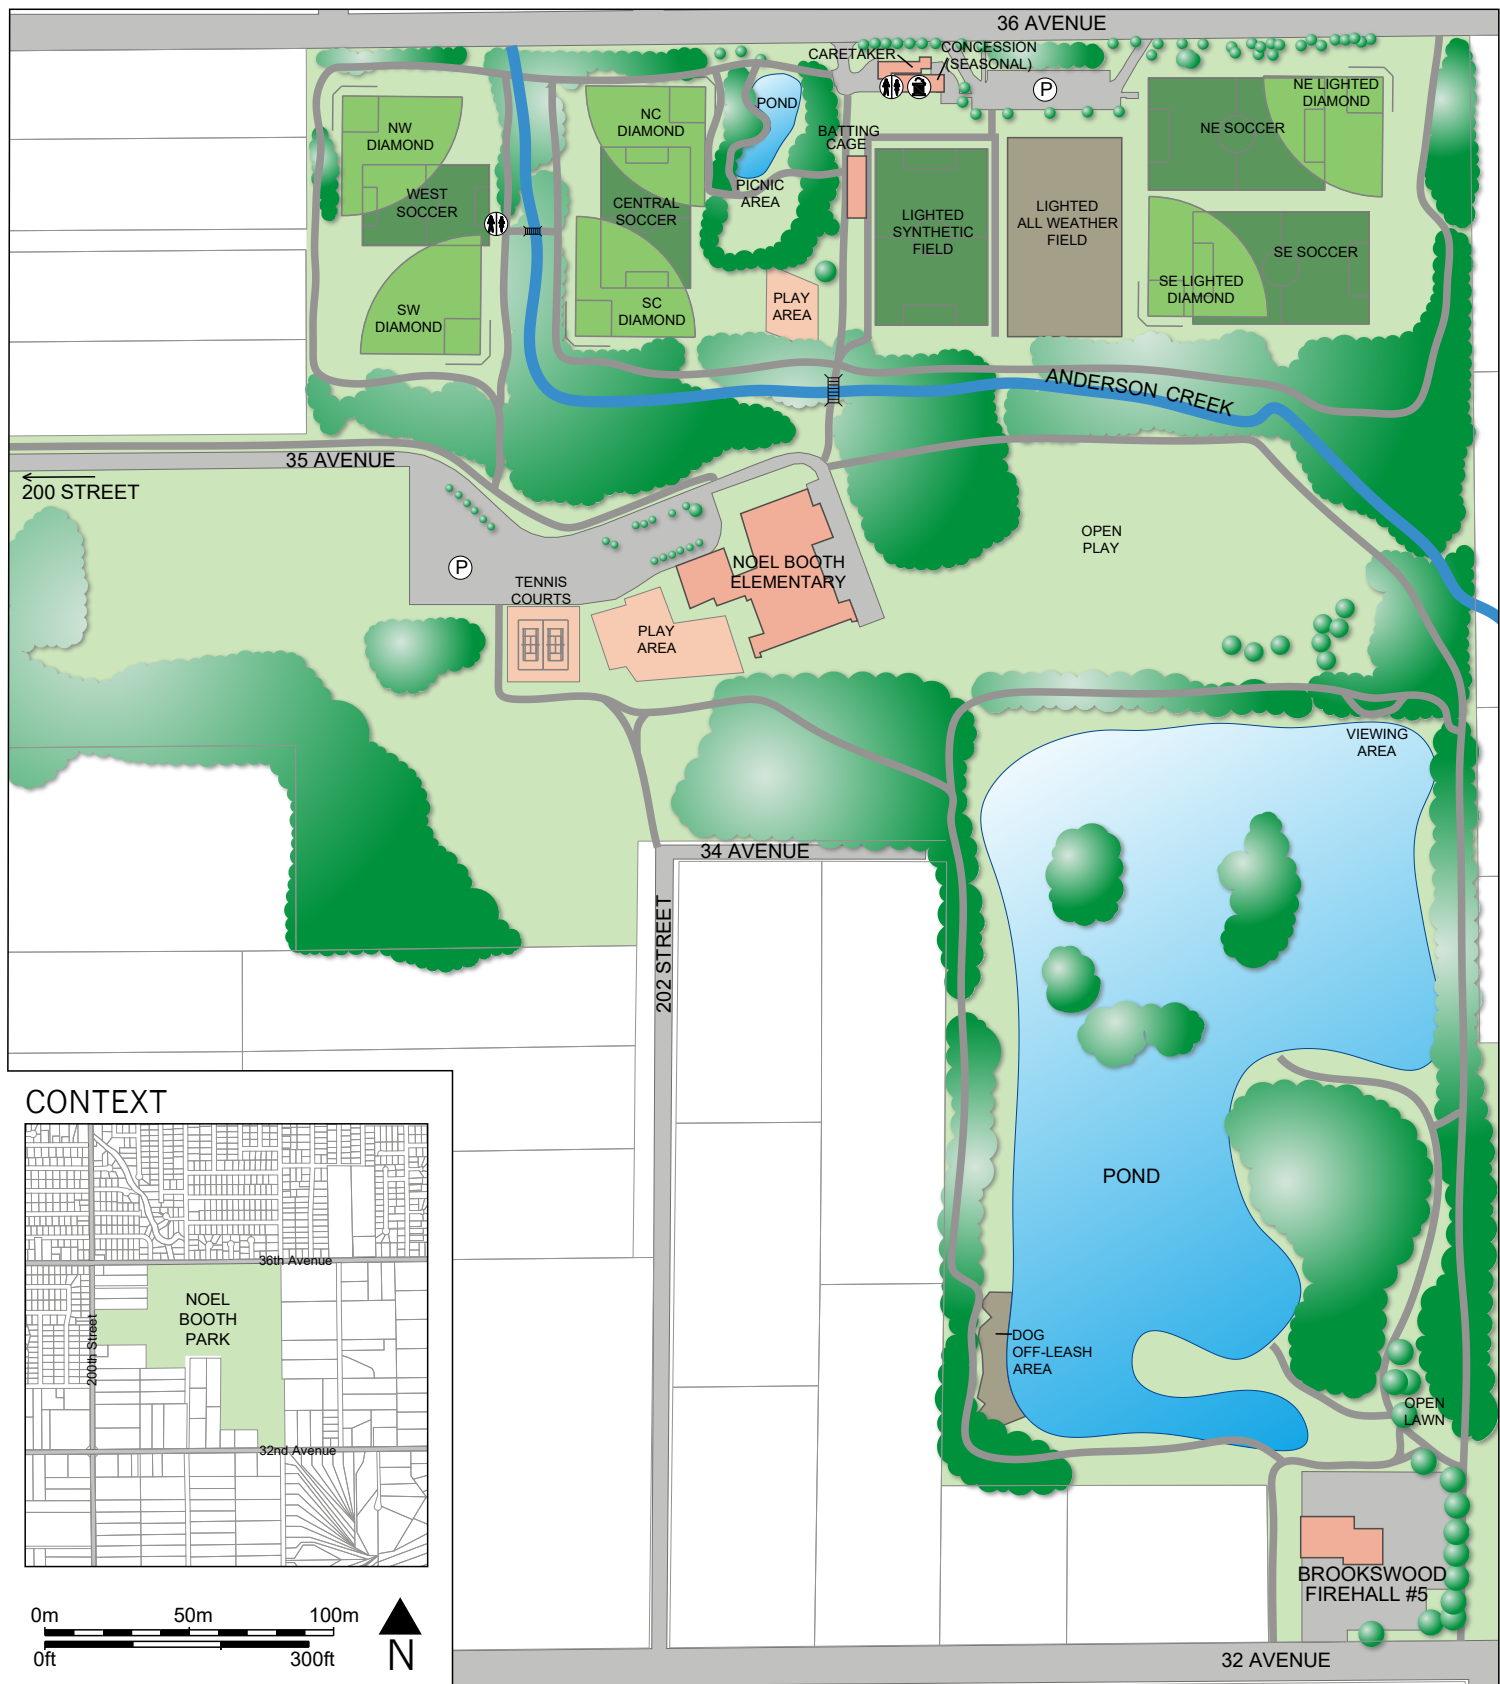 36 AVENUE
CARETAKER
CONCESSION
(SEASONAL)
P
POND
NC
DIAMOND
NW
DIAMOND
NE LIGHTED
DIAMOND
NE SOCCER
BATTING
CAGE
PICNIC
AREA
WEST
SOCCER
CENTRAL
SOCCER
LIGHTED
SYNTHETIC
FIELD
LIGHTED
ALL WEATHER
FIELD
SE SOCCER
SE LIGHTED
DIAMOND
PLAY
AREA
SW
DIAMOND
SC
DIAMOND
ANDERSON CREEK
35 AVENUE
200 STREET
OPEN
PLAY
P
TENNIS
COURTS
NOEL BOOTH
ELEMENTARY
PLAY
AREA
VIEWING
AREA
34 AVENUE
202 STREET
POND
DOG
OFF-LEASH
AREA
OPEN
LAWN
BROOKSWOOD
FIREHALL #5
32 AVENUE
CONTEXT
36th Avenue
NOEL
BOOTH
PARK
200th Street
32nd Avenue
0m 50m 100m
0ft 300ft
N